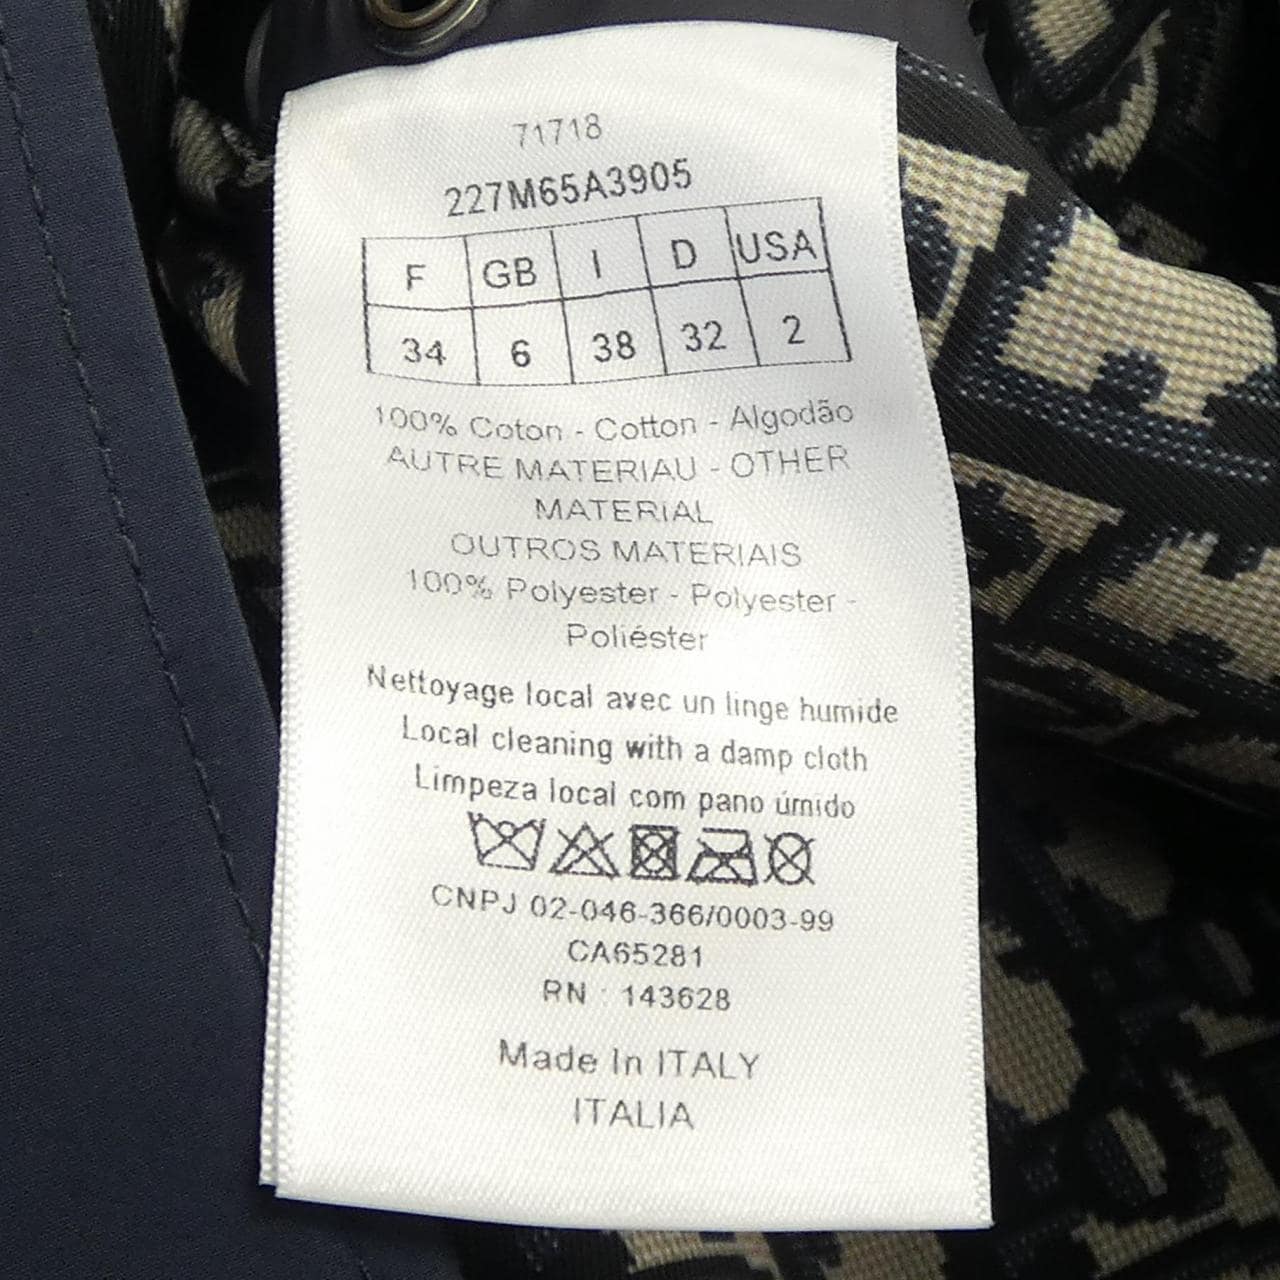 71718
227M65A3905
F GB I D USA
34 6 38 32 2
100% Coton - Cotton - Algodão
AUTRE MATERIAU - OTHER
MATERIAL
OUTROS MATERIAIS
100% Polyester - Polyester -
Poliéster
Nettoyage local avec un linge humide
Local cleaning with a damp cloth
Limpeza local com pano úmido
CNPJ 02-046-366/0003-99
CA65281
RN : 143628
Made In ITALY
ITALIA